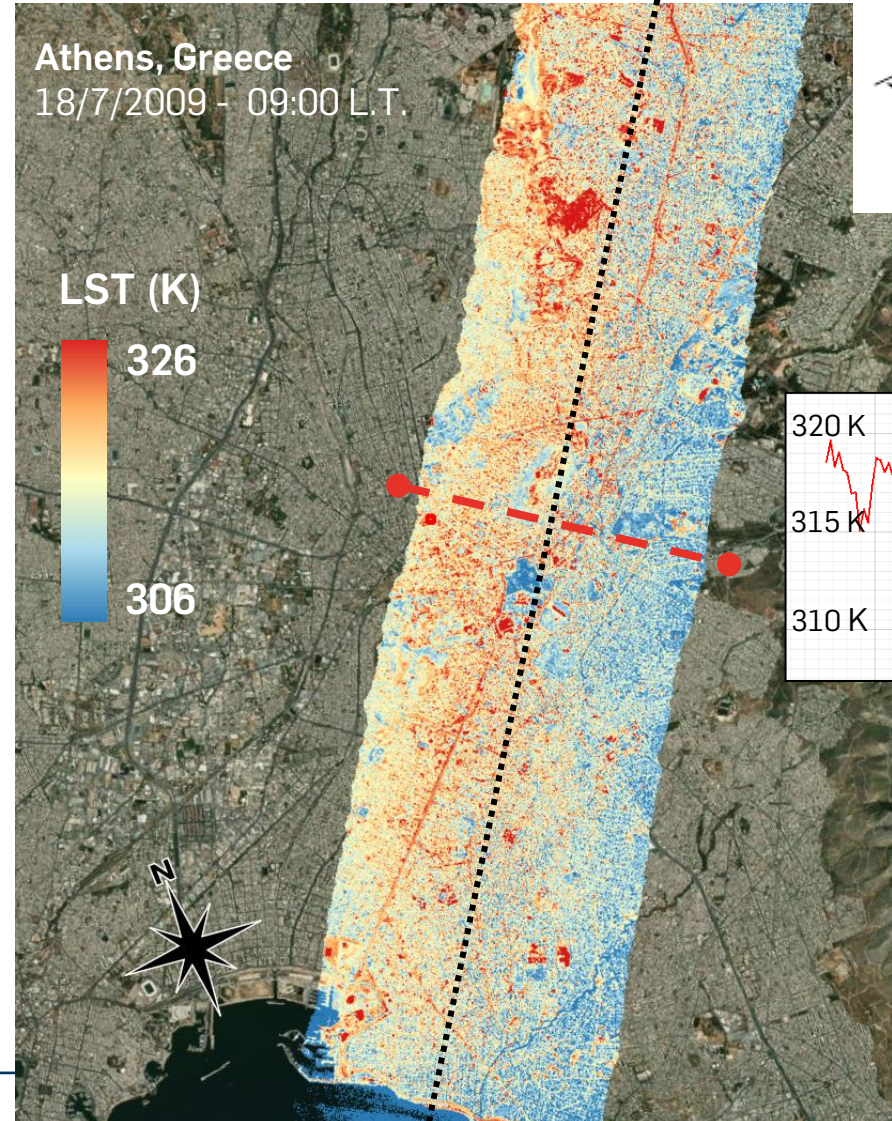 Athens, Greece
18/7/2009 - 09:00 L.T.
LST (K)
326
306
N
320 K
315 K
310 K